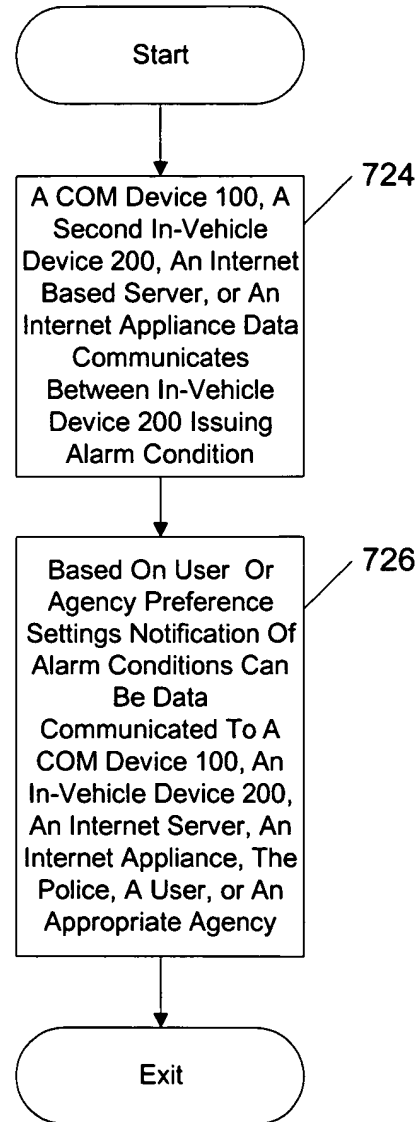 Start
724
A COM Device 100, A
Second In-Vehicle
Device 200, An Internet
Based Server, or An
Internet Appliance Data
Communicates
Between In-Vehicle
Device 200 Issuing
Alarm Condition
726
Based On User Or
Agency Preference
Settings Notification Of
Alarm Conditions Can
Be Data
Communicated To A
COM Device 100, An
In-Vehicle Device 200,
An Internet Server, An
Internet Appliance, The
Police, A User, or An
Appropriate Agency
Exit